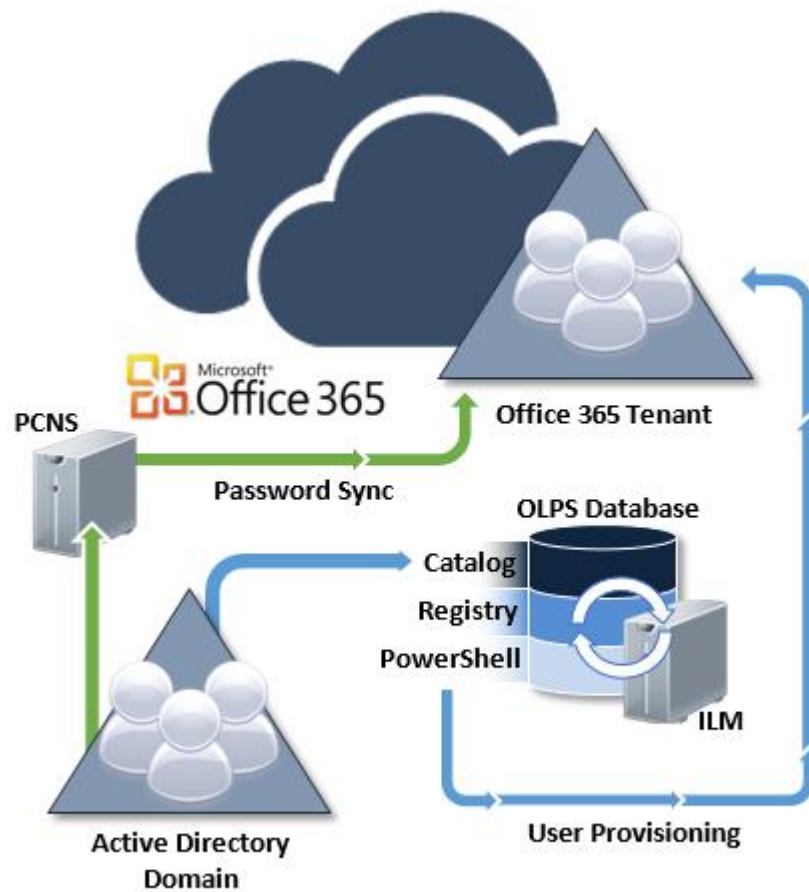 Microsoft®
Office 365
PCNS
Office 365 Tenant
Password Sync
OLPS Database
Catalog
Registry
PowerShell
ILM
User Provisioning
Active Directory
Domain